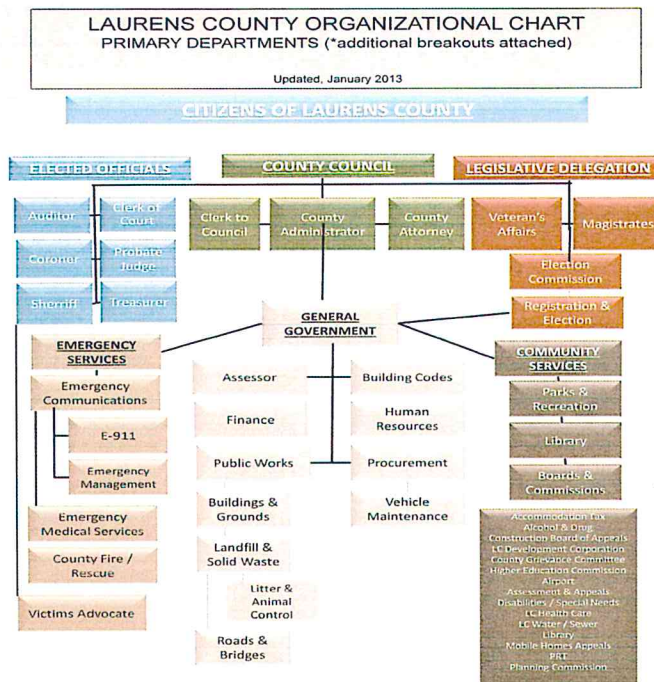 LAURENS COUNTY ORGANIZATIONAL CHART
PRIMARY DEPARTMENTS (*additional breakouts attached)
Updated, January 2013
CITIZENS OF LAURENS COUNTY
ELECTED OFFICIALS
COUNTY COUNCIL
LEGISLATIVE DELEGATION
Auditor
Clerk of
Court
Clerk to
Council
County
Administrator
County
Attorney
Veteran's
Affairs
Magistrates
Coroner
Probate
Judge
Election
Commission
Sherriff
Treasurer
Registration &
Election
GENERAL
GOVERNMENT
EMERGENCY
SERVICES
COMMUNITY
SERVICES
Emergency
Communications
E-911
Emergency
Management
Emergency
Medical Services
County Fire /
Rescue
Victims Advocate
Assessor
Building Codes
Finance
Human
Resources
Public Works
Procurement
Buildings &
Grounds
Vehicle
Maintenance
Landfill &
Solid Waste
Litter &
Animal
Control
Roads &
Bridges
Parks &
Recreation
Library
Boards &
Commissions
Accommodation Tax
Alcohol & Drug
Construction Board of Appeals
LC Development Corporation
County Grievance Committee
Higher Education Commission
Airport
Assessment & Appeals
Disabilities / Special Needs
LC Health Care
LC Water / Sewer
Library
Mobile Homes Appeals
PRT
Planning Commission